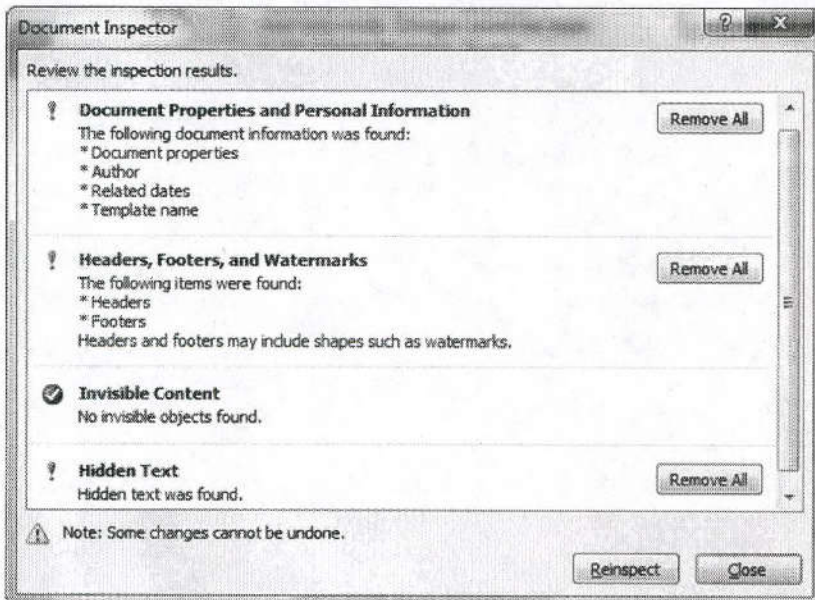 Document Inspector
Review the inspection results.
Document Properties and Personal Information
Remove All
The following document information was found:
* Document properties
* Author
* Related dates
* Template name
Headers, Footers, and Watermarks
Remove All
The following items were found:
* Headers
* Footers
Headers and footers may include shapes such as watermarks.
Invisible Content
No invisible objects found.
Hidden Text
Remove All
Hidden text was found.
Note: Some changes cannot be undone.
Reinspect
Close